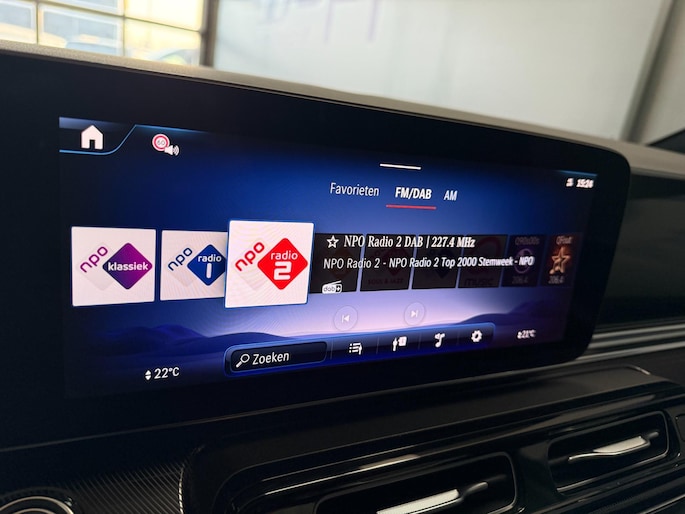 Favorieten FM/DAB AM
npo klassiek
npo radio 1
npo radio 2
NPO Radio 2 DAB | 227.4 MHz
NPO Radio 2 - NPO Radio 2 Top 2000 Stemweek - NPO
dab+
Zoeken
22°C
22°C